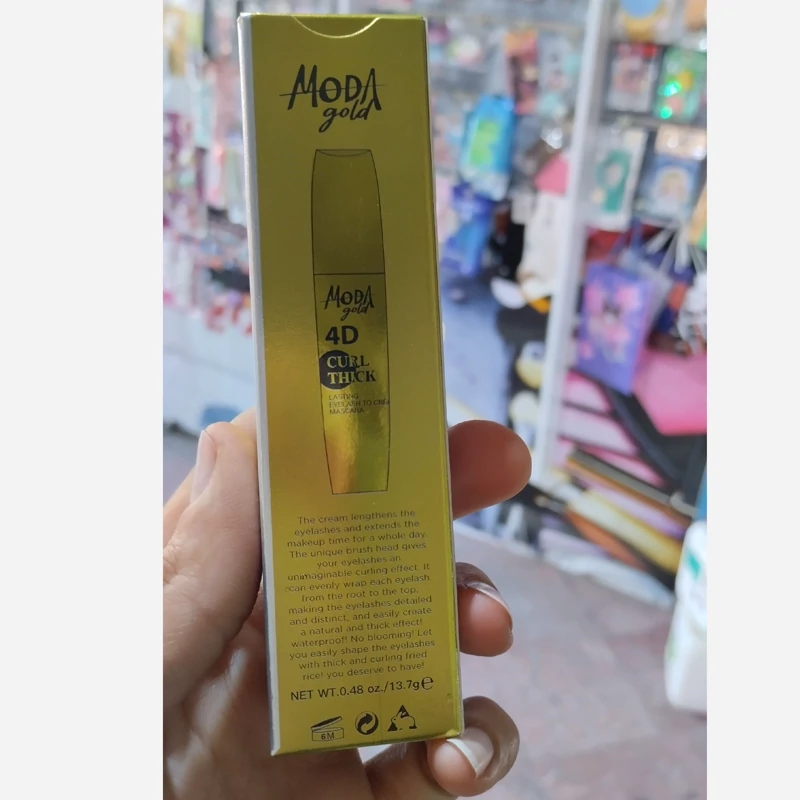 MODA
gold
MODA
gold
4D
CURL
THICK
LASTING
EYELASH TO
MASCARA
The cream lengthens the
eyelashes and extends the
makeup time for a whole day.
The unique brush head gives
your eyelashes an
unimaginable curling effect. It
can evenly wrap each eyelash
from the root to the top,
making the eyelashes detailed
and distinct, and easily create
a natural and thick effect!
waterproof! No blooming! Let
you easily shape the eyelashes
with thick and curling fried
rice! you deserve to have!
NET WT.0.48 oz./13.7g℮
6M